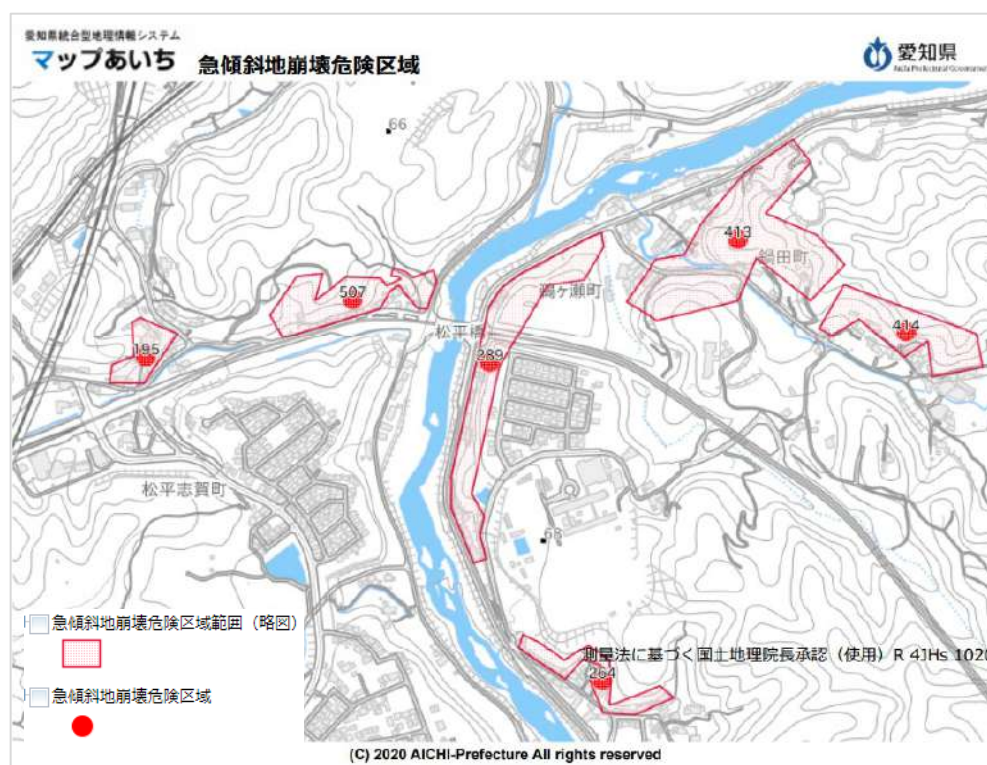 愛知県統合型地理情報システム
マップあいち 急傾斜地崩壊危険区域
愛知県
Aichi Prefectural Government
66
413
鍋田町
507
渦ヶ瀬町
松平橋
414
195
289
松平志賀町
68
急傾斜地崩壊危険区域範囲(略図)
測量法に基づく国土地理院長承認(使用)R 4JHs 1020
264
急傾斜地崩壊危険区域
(C) 2020 AICHI-Prefecture All rights reserved